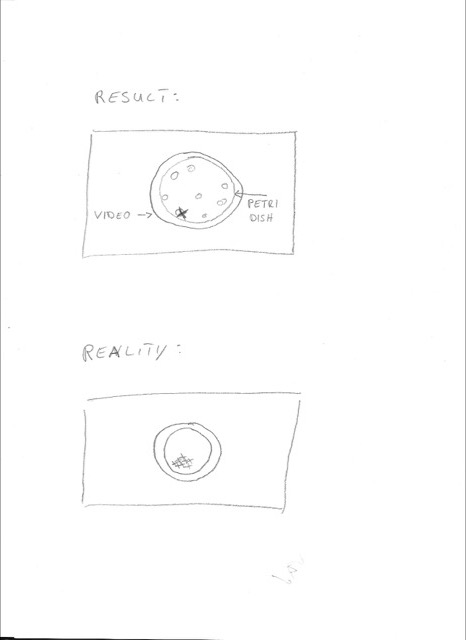 RESULT:
VIDEO →
PETRI
DISH
REALITY: